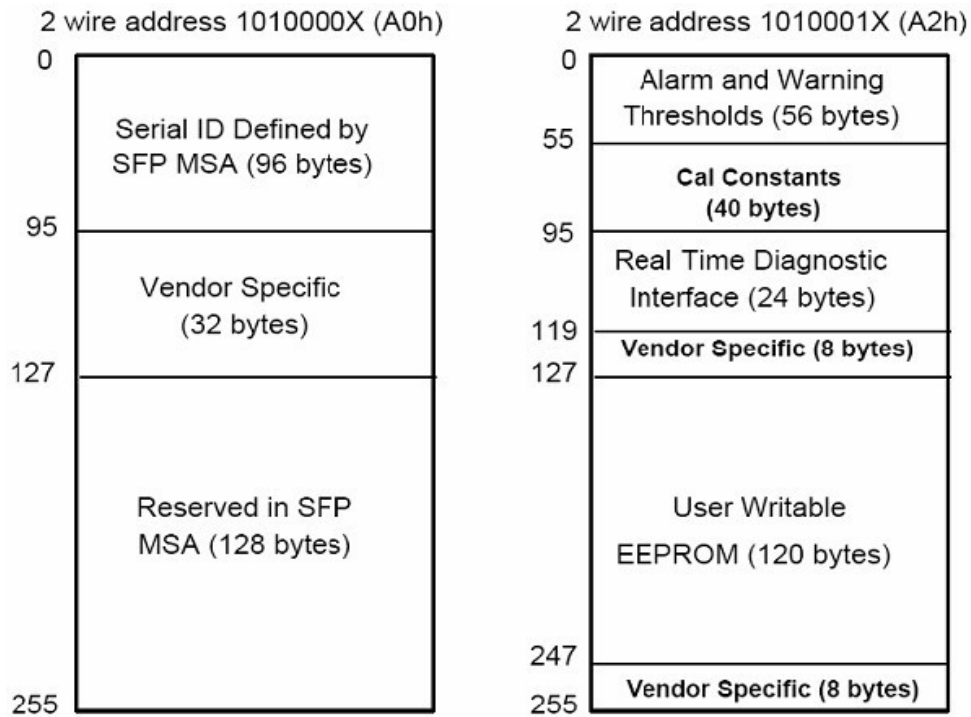 2 wire address 1010000X (A0h)
0
Serial ID Defined by
SFP MSA (96 bytes)
95
Vendor Specific
(32 bytes)
127
Reserved in SFP
MSA (128 bytes)
255
2 wire address 1010001X (A2h)
0
Alarm and Warning
Thresholds (56 bytes)
55
Cal Constants
(40 bytes)
95
Real Time Diagnostic
Interface (24 bytes)
119
Vendor Specific (8 bytes)
127
User Writable
EEPROM (120 bytes)
247
Vendor Specific (8 bytes)
255